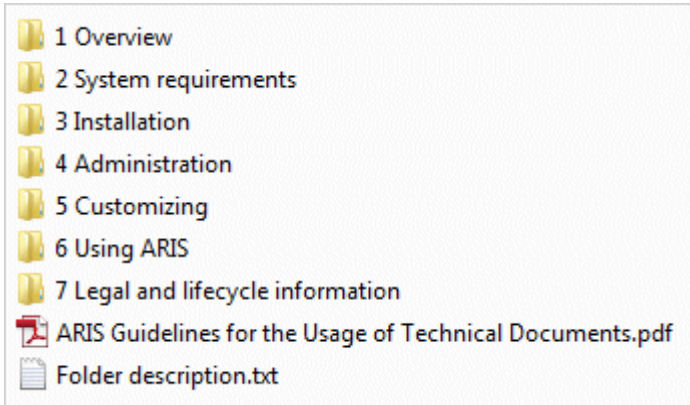 1 Overview
2 System requirements
3 Installation
4 Administration
5 Customizing
6 Using ARIS
7 Legal and lifecycle information
ARIS Guidelines for the Usage of Technical Documents.pdf
Folder description.txt